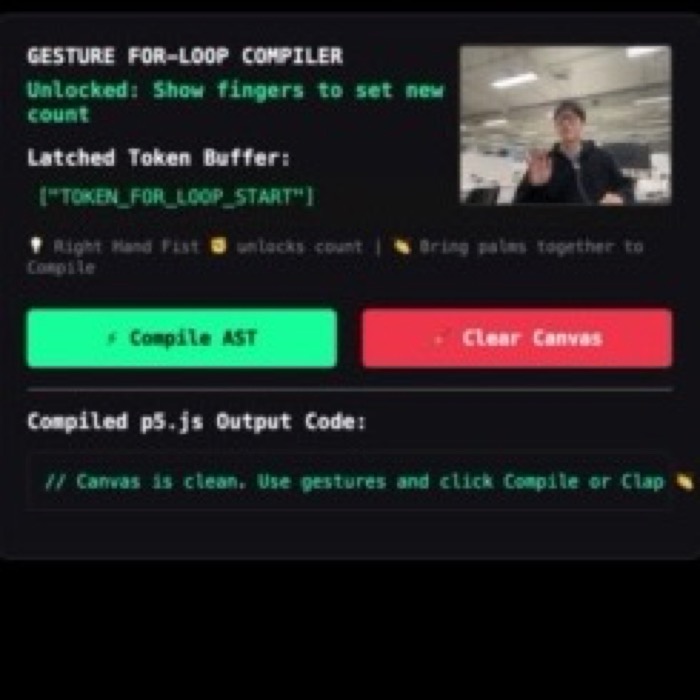 GESTURE FOR-LOOP COMPILER
Unlocked: Show fingers to set new
count
Latched Token Buffer:
["TOKEN_FOR_LOOP_START"]
💡 Right Hand Fist ✊ unlocks count | 👏 Bring palms together to
Compile
⚡ Compile AST
🧹 Clear Canvas
Compiled p5.js Output Code:
// Canvas is clean. Use gestures and click Compile or Clap 👏